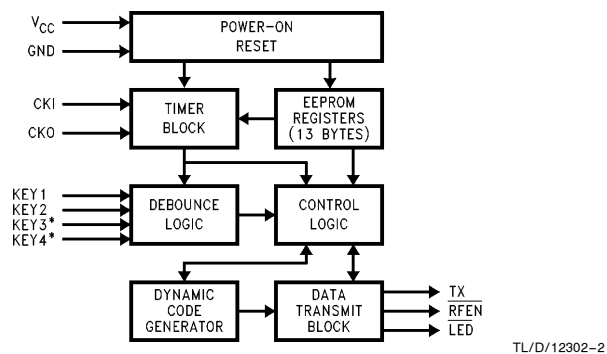 VCC
GND
POWER-ON
RESET
CKI
CKO
TIMER
BLOCK
EEPROM
REGISTERS
(13 BYTES)
KEY1
KEY2
KEY3*
KEY4*
DEBOUNCE
LOGIC
CONTROL
LOGIC
DYNAMIC
CODE
GENERATOR
DATA
TRANSMIT
BLOCK
TX
RFEN
LED
TL/D/12302-2